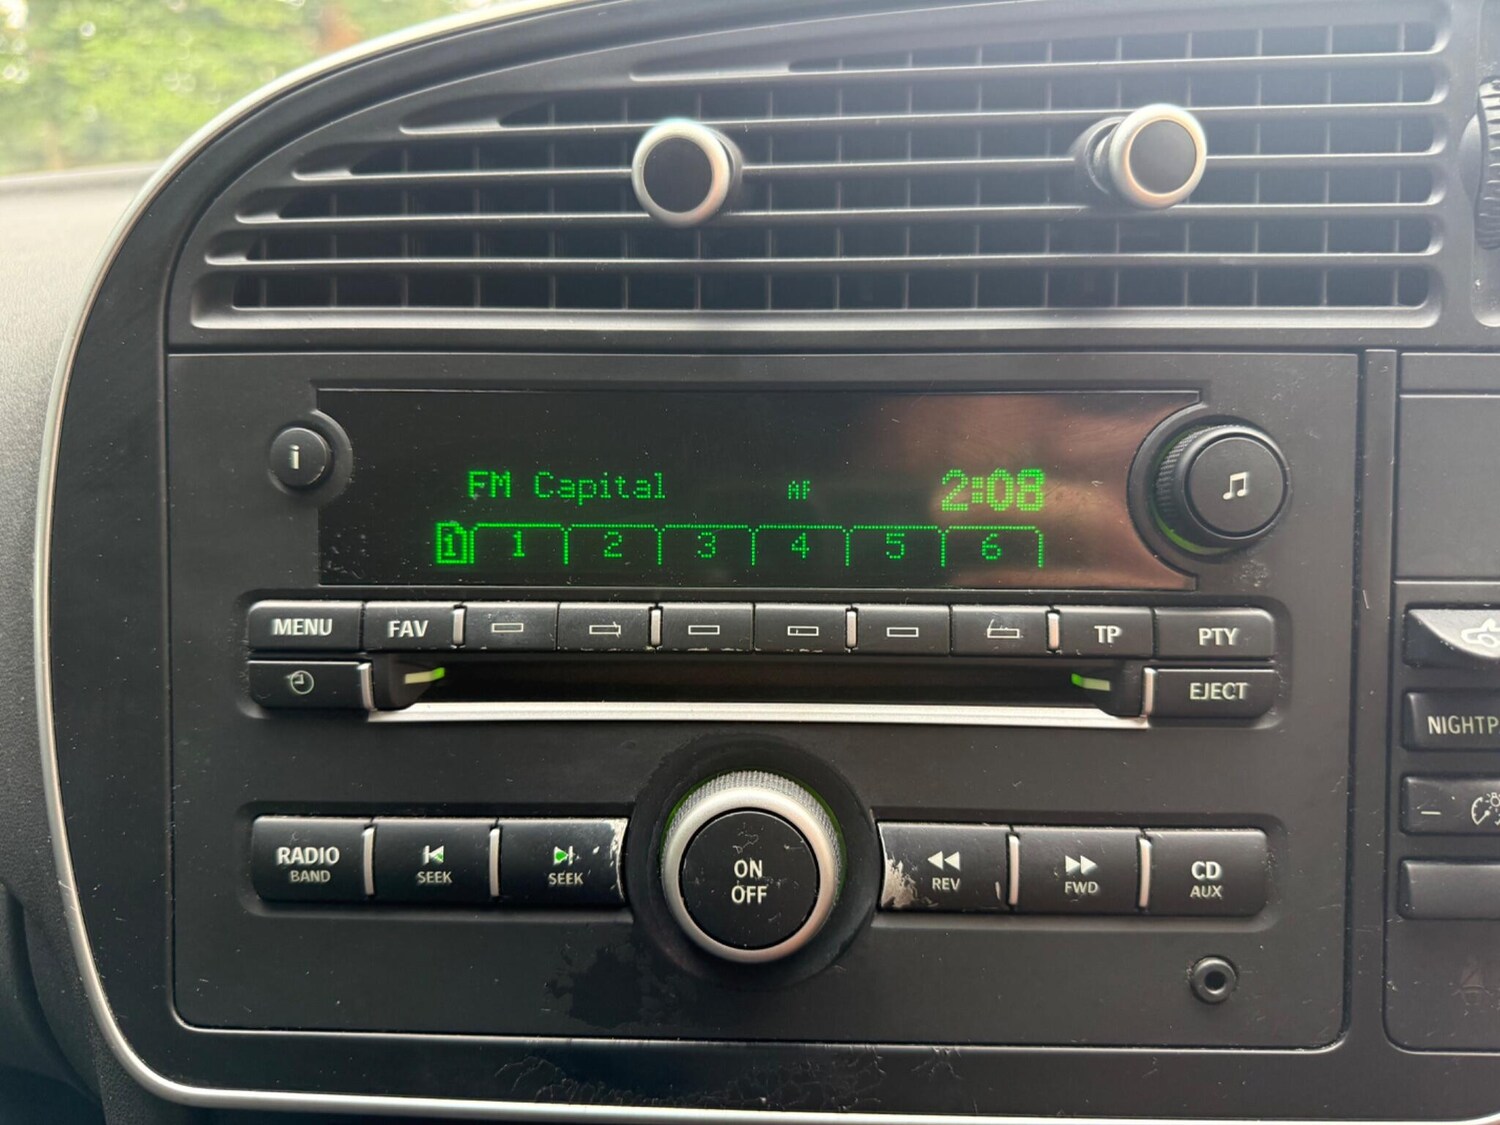 i
FM Capital AF 2:08
1 1 2 3 4 5 6
MENU FAV TP PTY
EJECT
NIGHTP
RADIO
BAND
SEEK
SEEK
ON
OFF
REV
FWD
CD
AUX